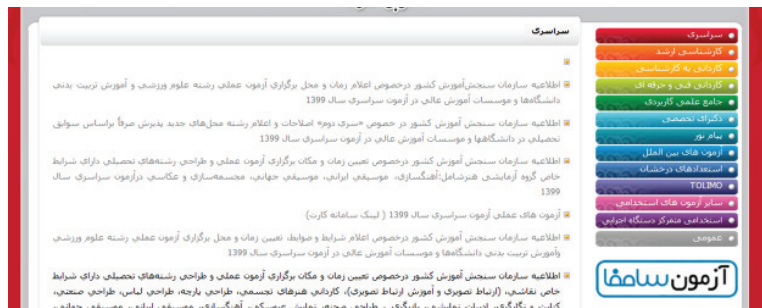 سراسری
اطلاعیه سازمان سنجش آموزش کشور درخصوص اعلام زمان و محل برگزاری آزمون عملی رشته علوم ورزشی و آموزش تربیت بدنی
دانشگاه‌ها و موسسات آموزش عالی در آزمون سراسری سال 1399
اطلاعیه سازمان سنجش آموزش کشور در خصوص «سری دوم» اصلاحات و اعلام رشته محل‌های جدید پذیرش صرفاً براساس سوابق
تحصیلی در دانشگاهها و موسسات آموزش عالی در آزمون سراسری سال 1399
اطلاعیه سازمان سنجش آموزش کشور درخصوص تعیین زمان و مکان برگزاری آزمون عملی و طراحی رشته‌های تحصیلی دارای شرایط
خاص گروه آزمایشی هنرشامل:آهنگسازی، موسیقی ایرانی، موسیقی جهانی، مجسمه‌سازی و عکاسی درآزمون سراسری سال
1399
آزمون های عملی آزمون سراسری سال 1399 ( لینک سامانه کارت)
اطلاعیه سازمان سنجش آموزش کشور درخصوص اعلام شرایط و ضوابط، تعیین زمان و محل برگزاری آزمون عملی رشته علوم ورزشی
وآموزش تربیت بدنی دانشگاه‌ها و موسسات آموزش عالی در آزمون سراسری سال 1399
اطلاعیه سازمان سنجش آموزش کشور درخصوص تعیین زمان و مکان برگزاری آزمون عملی و طراحی رشته‌های تحصیلی دارای شرایط
خاص نقاشی، (ارتباط تصویری و آموزش ارتباط تصویری)، کاردانی هنرهای تجسمی، طراحی پارچه، طراحی لباس، طراحی صنعتی،
سراسری
کارشناسی ارشد
کاردانی به کارشناسی
کاردانی فنی و حرفه ای
جامع علمی کاربردی
دکترای تخصصی
پیام نور
آزمون های بین الملل
استعدادهای درخشان
TOLIMO
سایر آزمون های استخدامی
استخدامی متمرکز دستگاه اجرایی
عمومی
آزمون سامفا